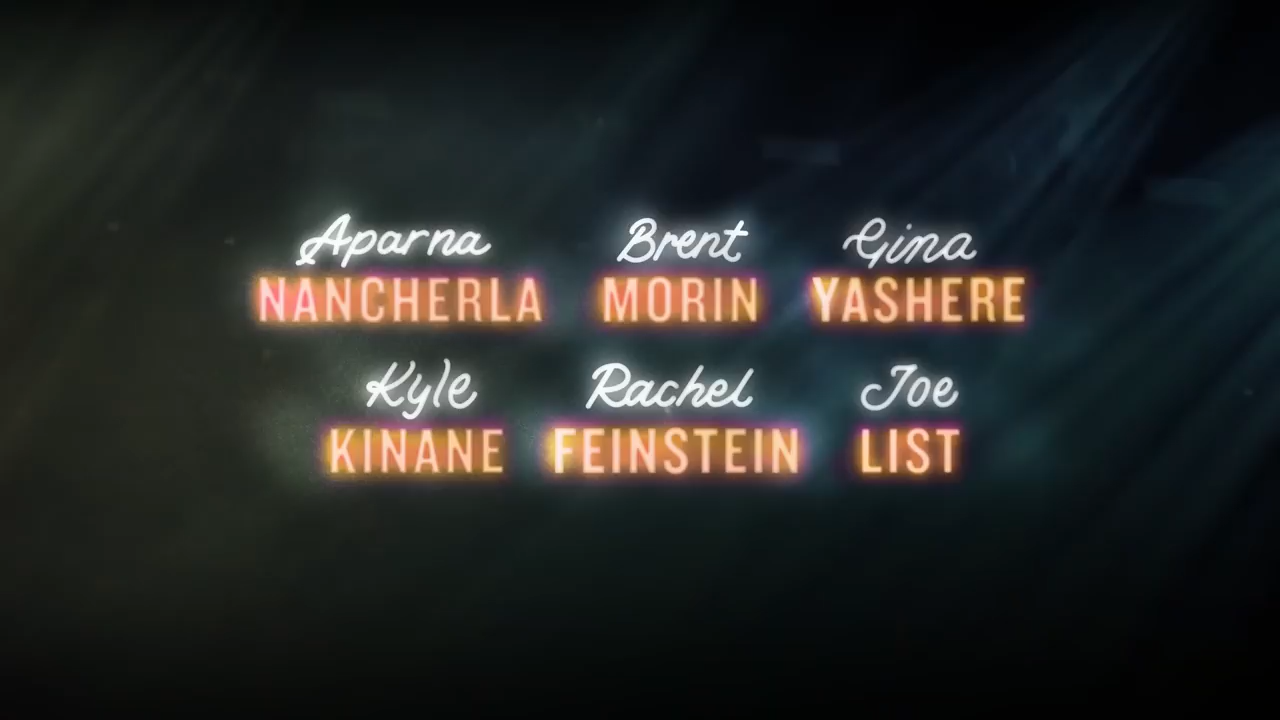 Aparna Brent Gina
NANCHERLA MORIN YASHERE
Kyle Rachel Joe
KINANE FEINSTEIN LIST